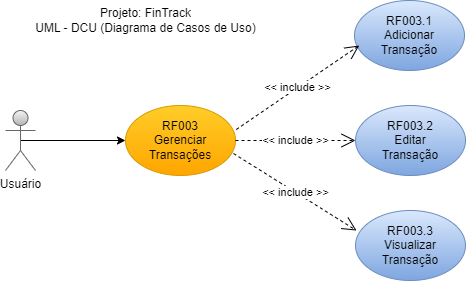 Projeto: FinTrack
UML - DCU (Diagrama de Casos de Uso)
RF003.1
Adicionar
Transação
<< include >>
Usuário
RF003
Gerenciar
Transações
<< include >>
RF003.2
Editar
Transação
<< include >>
RF003.3
Visualizar
Transação